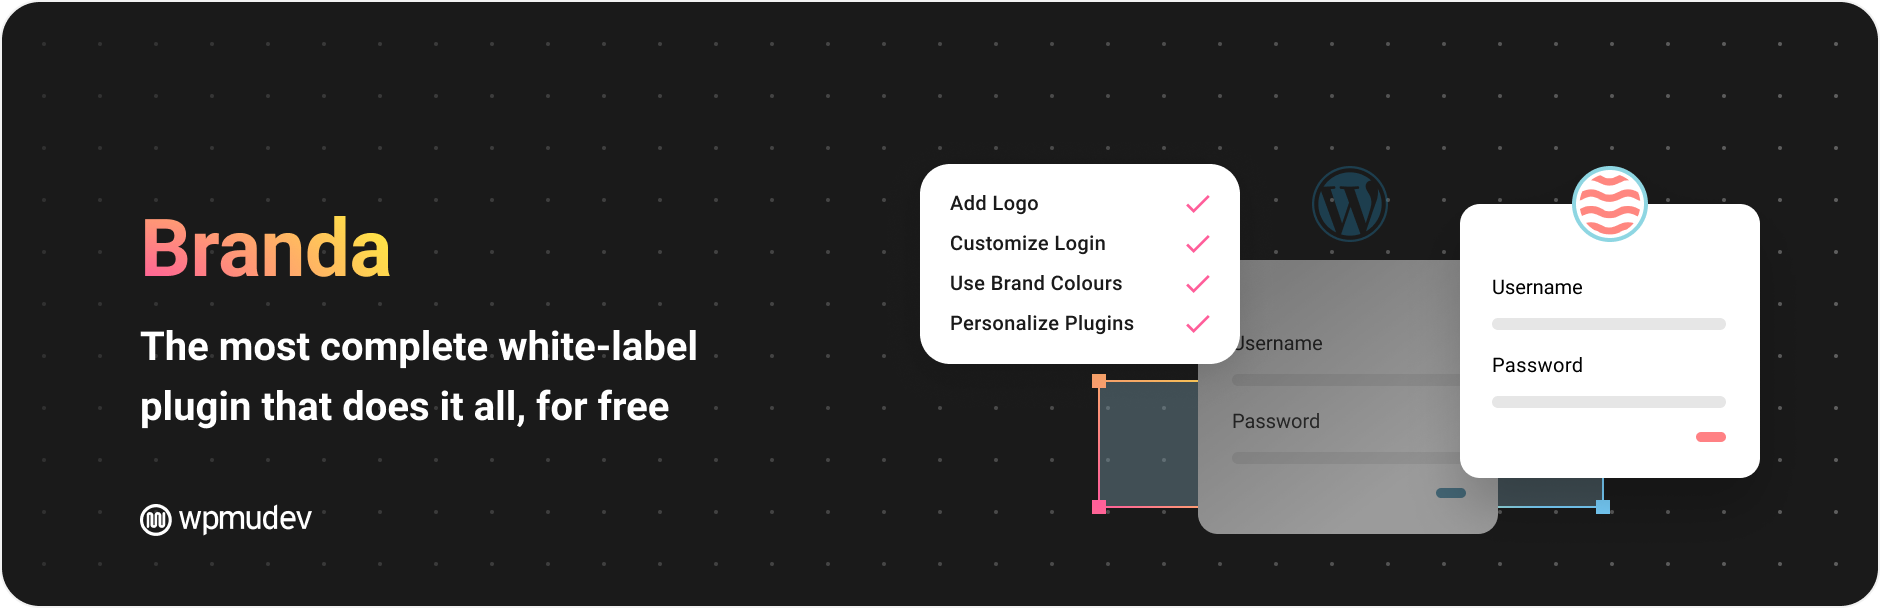 Branda
The most complete white-label
plugin that does it all, for free
wpmudev
Add Logo
Customize Login
Use Brand Colours
Personalize Plugins
Username
Password
Username
Password